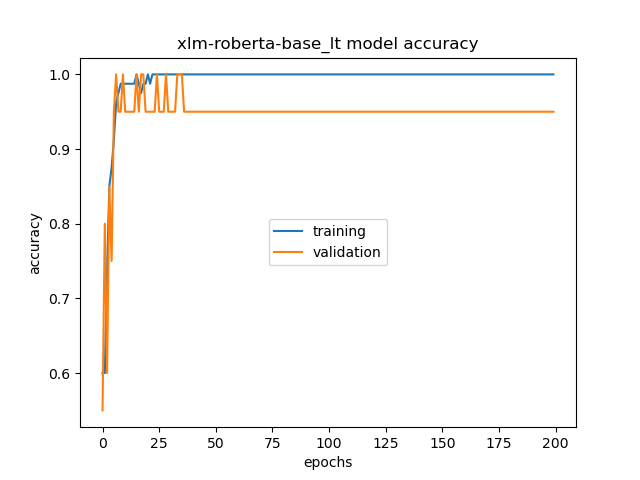 xlm-roberta-base_lt model accuracy
1.0
0.9
0.8
0.7
0.6
accuracy
training
validation
0 25 50 75 100 125 150 175 200
epochs